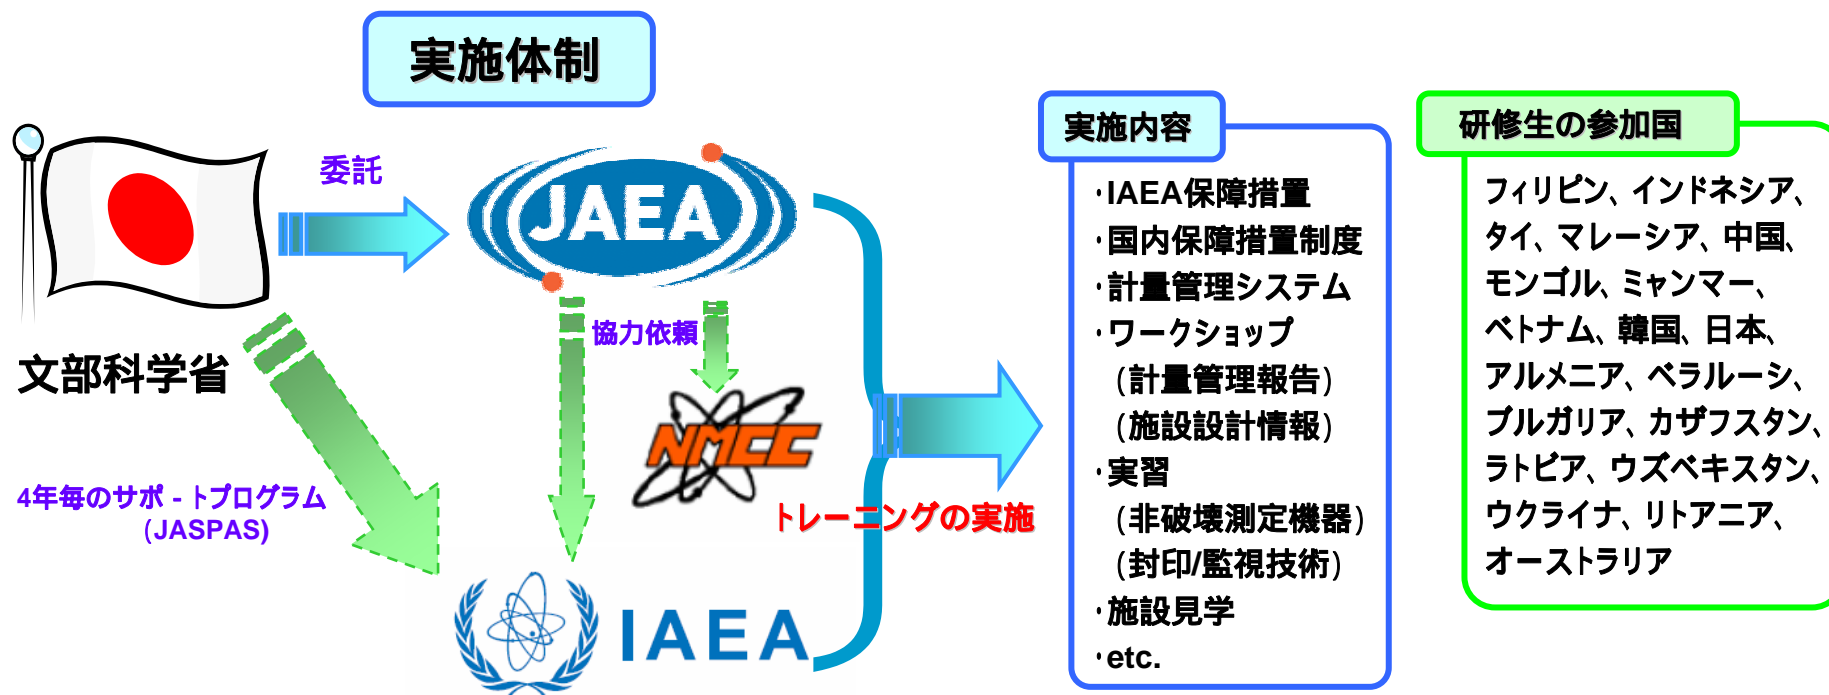 実施体制
委託
JAEA
協力依頼
文部科学省
NMCC
4年毎のサポ - トプログラム
(JASPAS)
トレーニングの実施
IAEA
実施内容
・IAEA保障措置
・国内保障措置制度
・計量管理システム
・ワークショップ
（計量管理報告）
（施設設計情報）
・実習
（非破壊測定機器）
（封印/監視技術）
・施設見学
・etc.
研修生の参加国
フィリピン、インドネシア、
タイ、マレーシア、中国、
モンゴル、ミャンマー、
ベトナム、韓国、日本、
アルメニア、ベラルーシ、
ブルガリア、カザフスタン、
ラトビア、ウズベキスタン、
ウクライナ、リトアニア、
オーストラリア